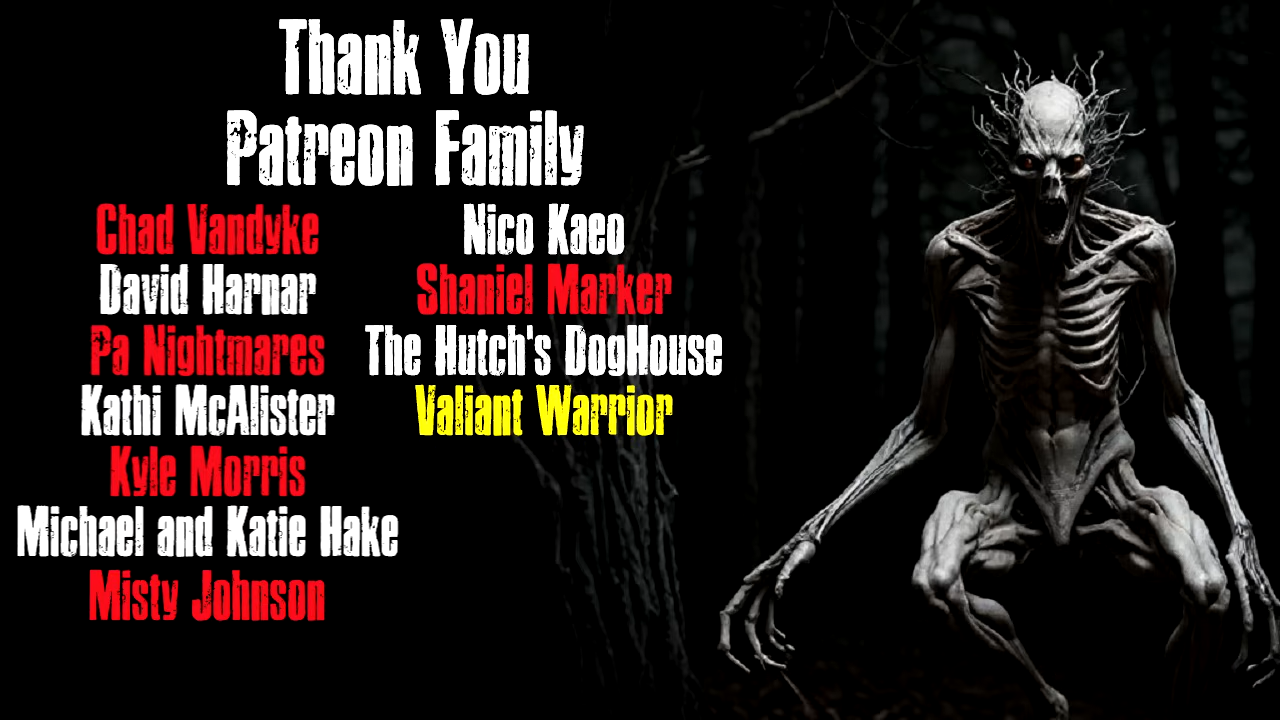 Thank You
Patreon Family
Chad Vandyke
David Harnar
Pa Nightmares
Kathi McAlister
Kyle Morris
Michael and Katie Hake
Misty Johnson
Nico Kaeo
Shaniel Marker
The Hutch's DogHouse
Valiant Warrior